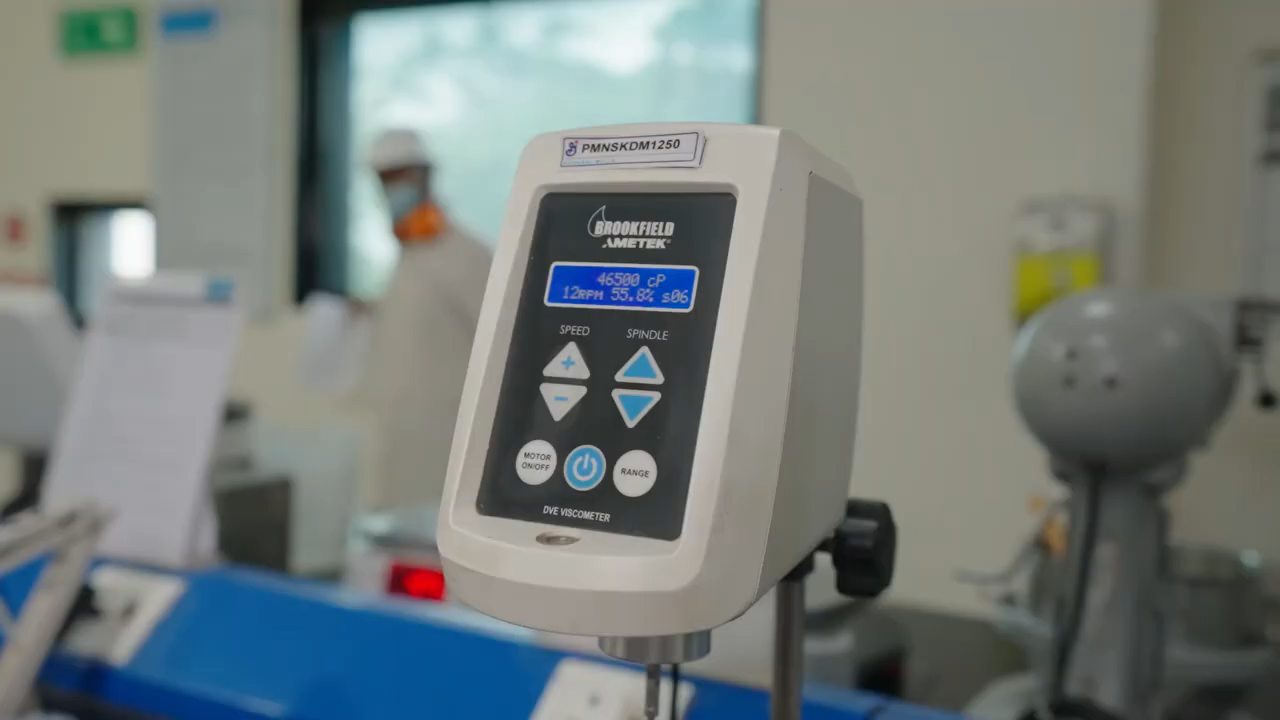 PMNSKDM1250
BROOKFIELD
AMETEK®
46500 cP
12RPM 55.8% s06
SPEED
SPINDLE
+
−
MOTOR
ON/OFF
RANGE
DVE VISCOMETER